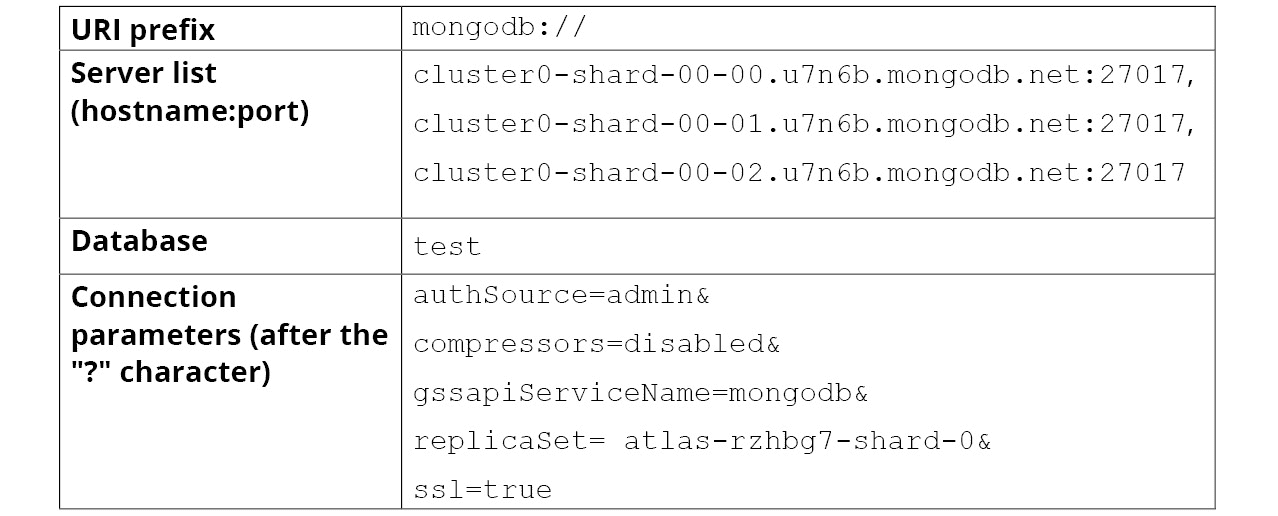 URI prefix
mongodb://
Server list
(hostname:port)
cluster0-shard-00-00.u7n6b.mongodb.net:27017,
cluster0-shard-00-01.u7n6b.mongodb.net:27017,
cluster0-shard-00-02.u7n6b.mongodb.net:27017
Database
test
Connection
parameters (after the
"?" character)
authSource=admin&
compressors=disabled&
gssapiServiceName=mongodb&
replicaSet= atlas-rzhbg7-shard-0&
ssl=true